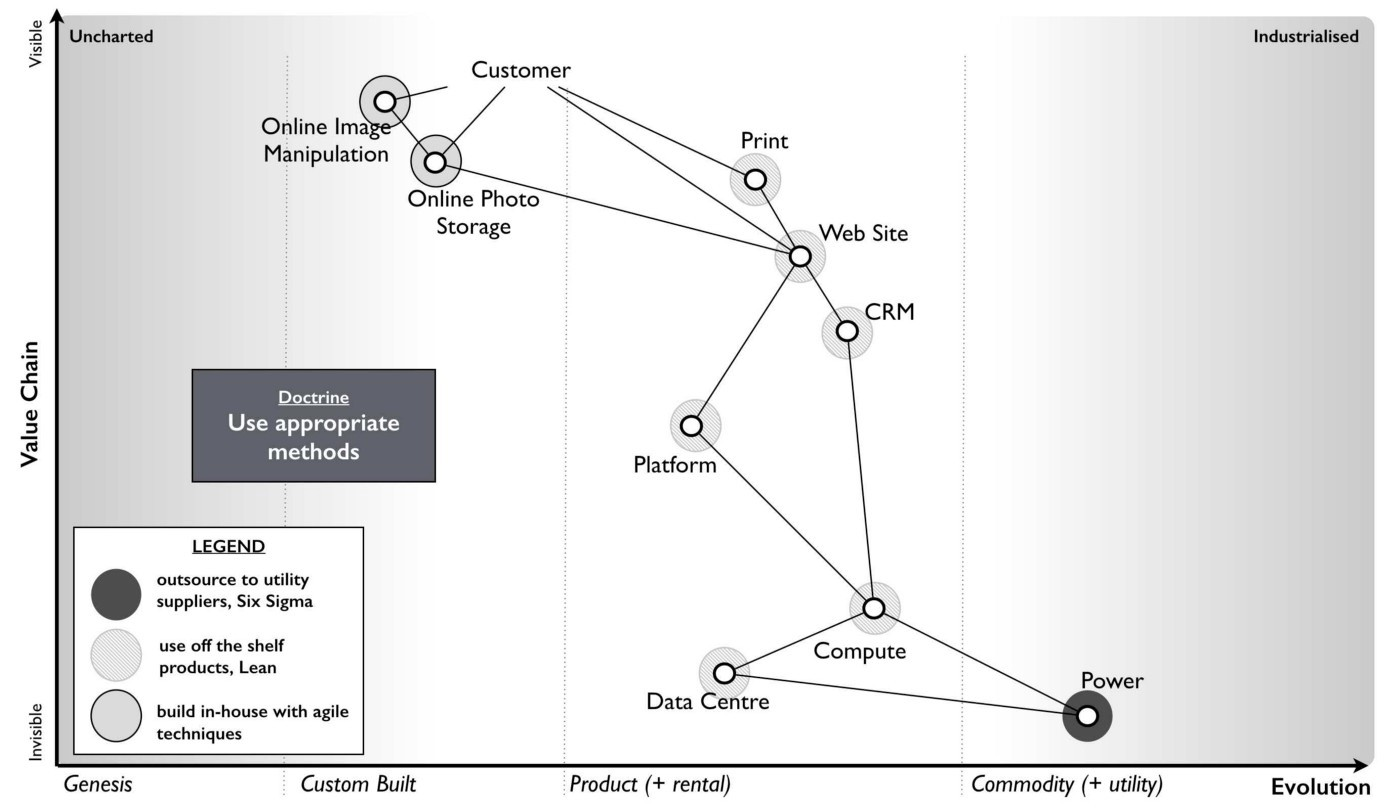 Visible
Uncharted
Industrialised
Customer
Online Image
Manipulation
Print
Online Photo
Storage
Web Site
CRM
Value Chain
Doctrine
Use appropriate
methods
Platform
LEGEND
outsource to utility
suppliers, Six Sigma
use off the shelf
products, Lean
build in-house with agile
techniques
Compute
Data Centre
Power
Invisible
Genesis
Custom Built
Product (+ rental)
Commodity (+ utility)
Evolution